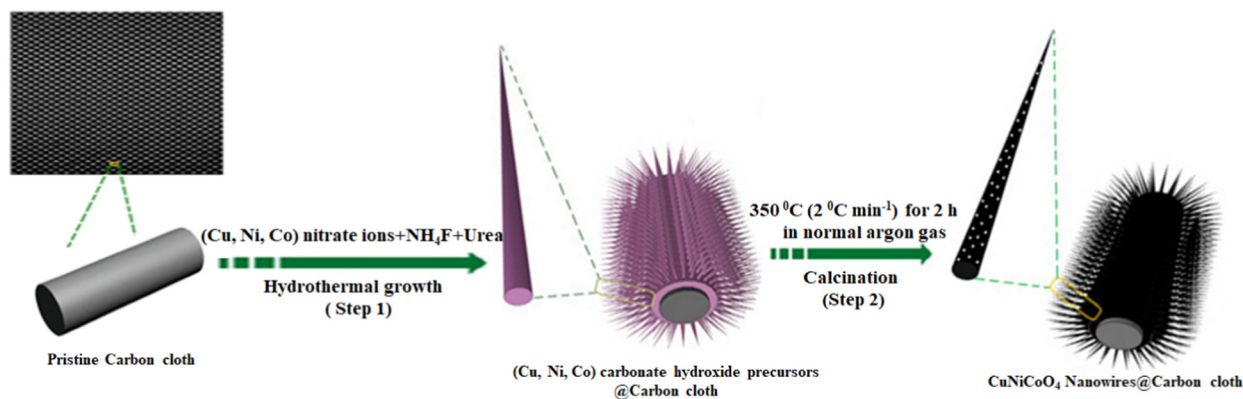 Pristine Carbon cloth
(Cu, Ni, Co) nitrate ions+NH₄F+Urea
Hydrothermal growth
( Step 1)
(Cu, Ni, Co) carbonate hydroxide precursors
@Carbon cloth
350 ⁰C (2 ⁰C min⁻¹) for 2 h
in normal argon gas
Calcination
(Step 2)
CuNiCoO₄ Nanowires@Carbon cloth